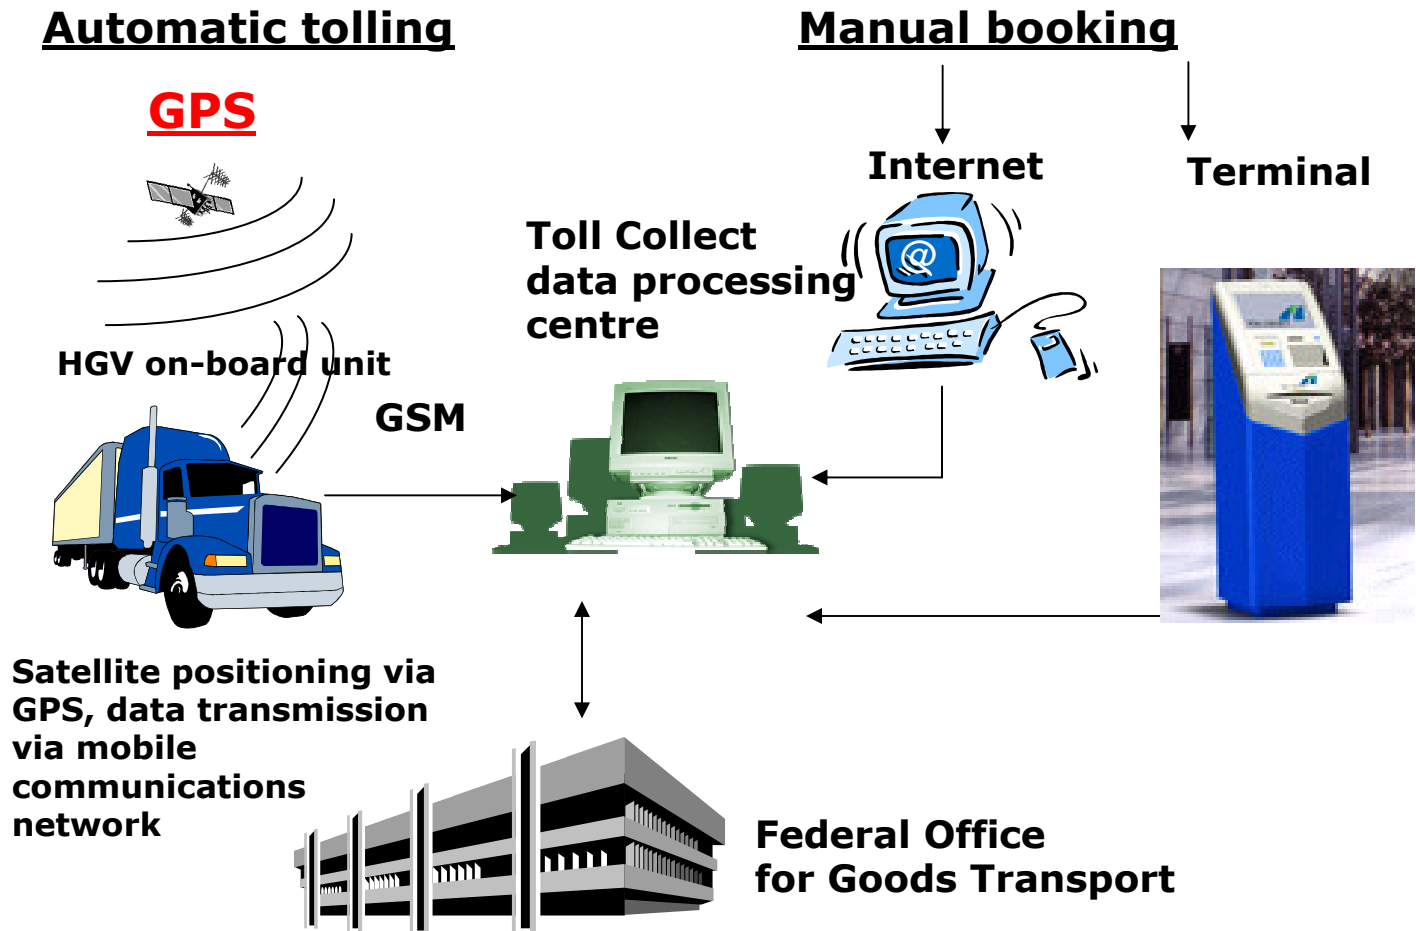 Automatic tolling
Manual booking
GPS
Internet
Terminal
Toll Collect
data processing
centre
@
HGV on-board unit
GSM
Satellite positioning via
GPS, data transmission
via mobile
communications
network
Federal Office
for Goods Transport